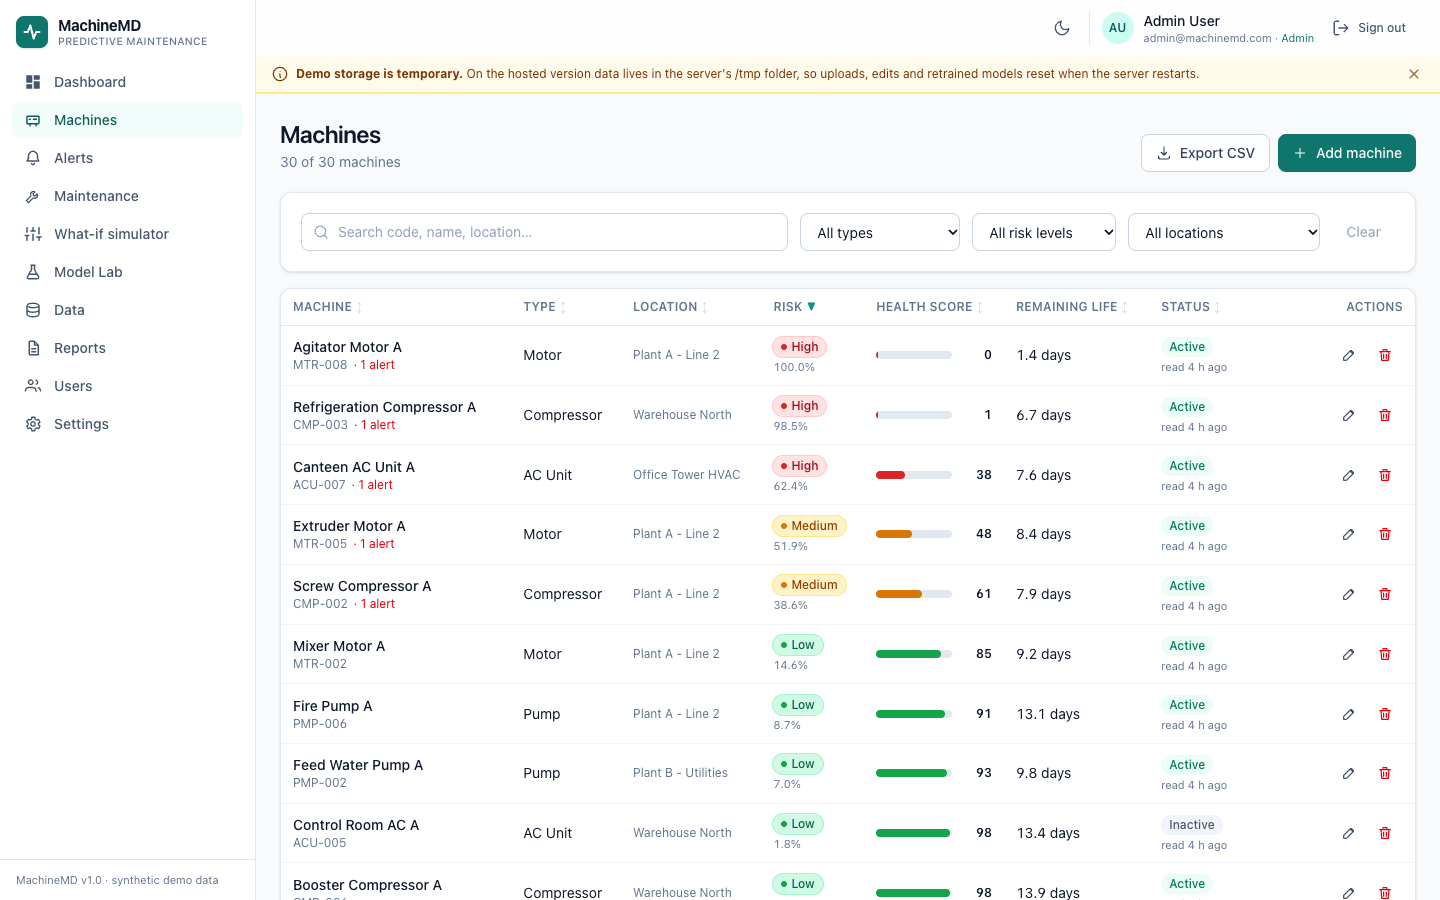 MachineMD
PREDICTIVE MAINTENANCE
Dashboard
Machines
Alerts
Maintenance
What-if simulator
Model Lab
Data
Reports
Users
Settings
MachineMD v1.0 · synthetic demo data
AU
Admin User
admin@machinemd.com · Admin
Sign out
Demo storage is temporary. On the hosted version data lives in the server's /tmp folder, so uploads, edits and retrained models reset when the server restarts.
Machines
30 of 30 machines
Export CSV
Add machine
Search code, name, location...
All types
All risk levels
All locations
Clear
MACHINE TYPE LOCATION RISK HEALTH SCORE REMAINING LIFE STATUS ACTIONS
Agitator Motor A
MTR-008 · 1 alert
Motor
Plant A - Line 2
High
100.0%
0
1.4 days
Active
read 4 h ago
Refrigeration Compressor A
CMP-003 · 1 alert
Compressor
Warehouse North
High
98.5%
1
6.7 days
Active
read 4 h ago
Canteen AC Unit A
ACU-007 · 1 alert
AC Unit
Office Tower HVAC
High
62.4%
38
7.6 days
Active
read 4 h ago
Extruder Motor A
MTR-005 · 1 alert
Motor
Plant A - Line 2
Medium
51.9%
48
8.4 days
Active
read 4 h ago
Screw Compressor A
CMP-002 · 1 alert
Compressor
Plant A - Line 2
Medium
38.6%
61
7.9 days
Active
read 4 h ago
Mixer Motor A
MTR-002
Motor
Plant A - Line 2
Low
14.6%
85
9.2 days
Active
read 4 h ago
Fire Pump A
PMP-006
Pump
Plant A - Line 2
Low
8.7%
91
13.1 days
Active
read 4 h ago
Feed Water Pump A
PMP-002
Pump
Plant B - Utilities
Low
7.0%
93
9.8 days
Active
read 4 h ago
Control Room AC A
ACU-005
AC Unit
Warehouse North
Low
1.8%
98
13.4 days
Inactive
read 4 h ago
Booster Compressor A
Compressor
Warehouse North
Low
98
13.9 days
Active